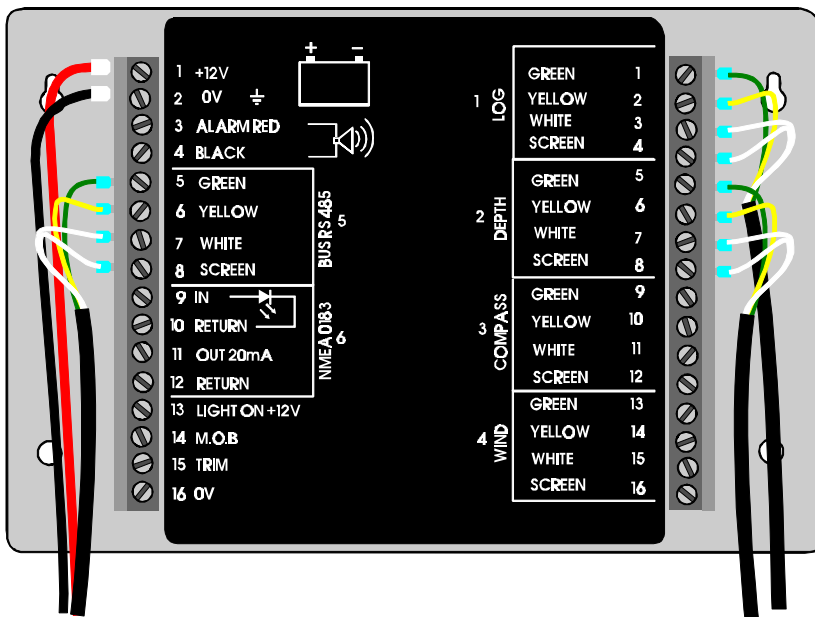 + -
1 +12V
2 0V
3 ALARM RED
4 BLACK
5 GREEN
6 YELLOW
7 WHITE
8 SCREEN
BUS RS 485
5
9 IN
10 RETURN
11 OUT 20mA
12 RETURN
NMEA 0183
6
13 LIGHT ON +12V
14 M.O.B
15 TRIM
16 0V
1 LOG
GREEN 1
YELLOW 2
WHITE 3
SCREEN 4
2 DEPTH
GREEN 5
YELLOW 6
WHITE 7
SCREEN 8
3 COMPASS
GREEN 9
YELLOW 10
WHITE 11
SCREEN 12
4 WIND
GREEN 13
YELLOW 14
WHITE 15
SCREEN 16